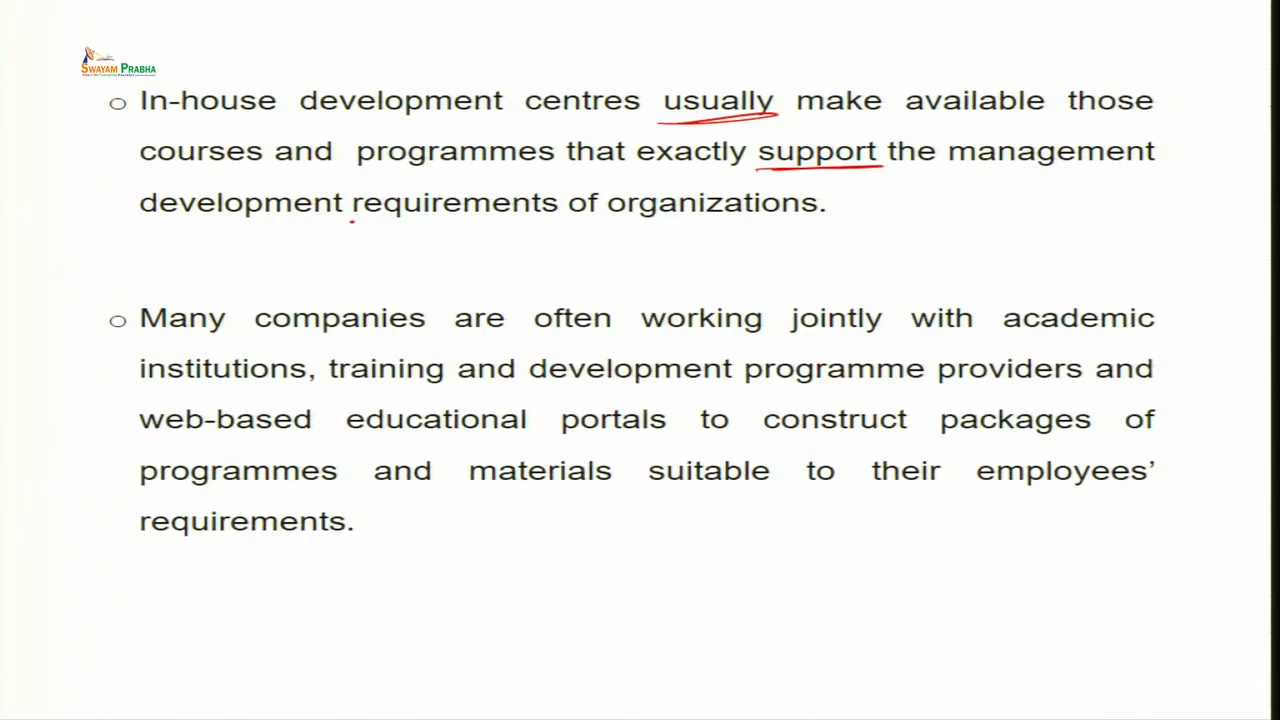 SWAYAM PRABHA
○ In-house development centres usually make available those
courses and programmes that exactly support the management
development requirements of organizations.
○ Many companies are often working jointly with academic
institutions, training and development programme providers and
web-based educational portals to construct packages of
programmes and materials suitable to their employees’
requirements.